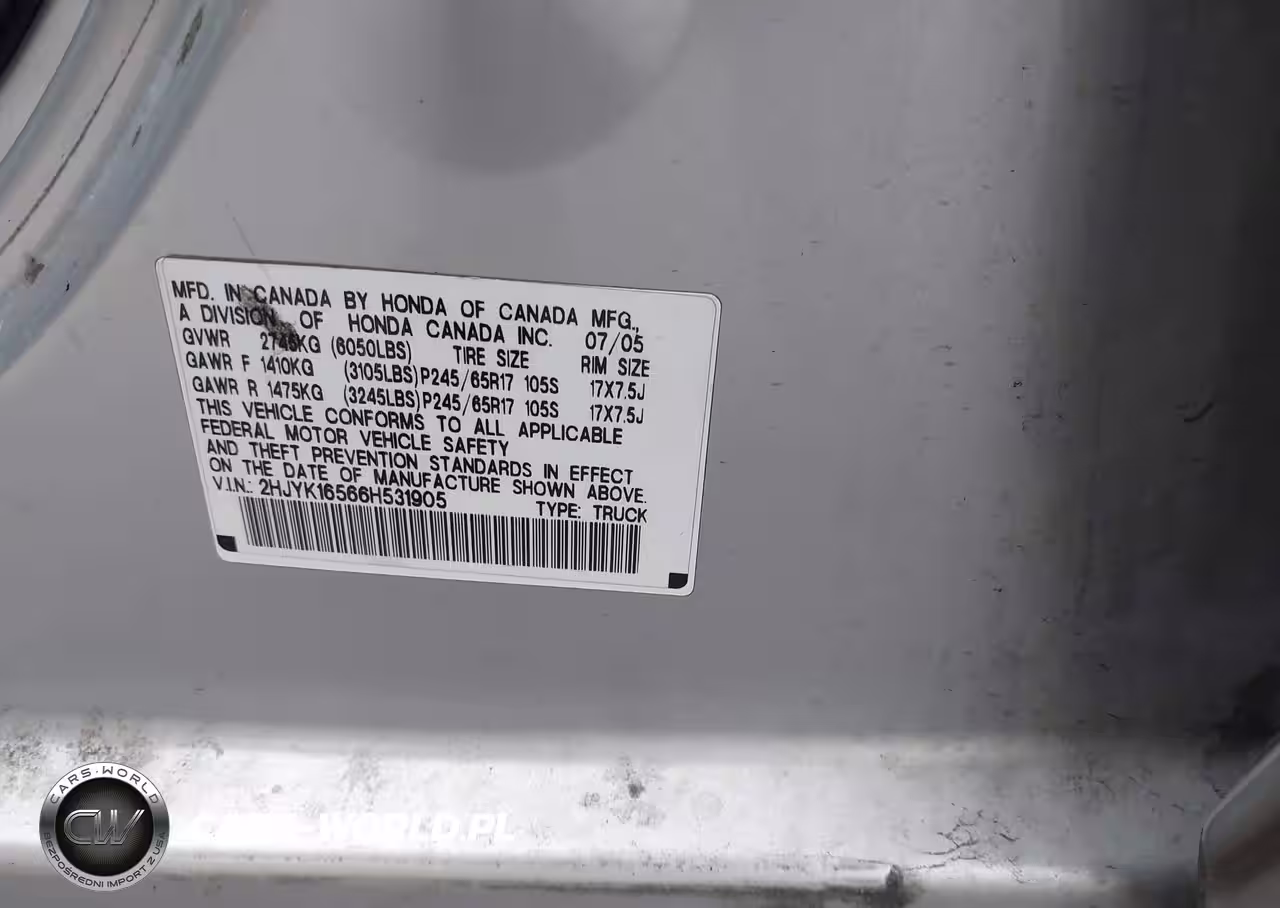 MFD. IN CANADA BY HONDA OF CANADA MFG.,
A DIVISION OF HONDA CANADA INC. 07/05
GVWR 2745KG (6050LBS) TIRE SIZE RIM SIZE
GAWR F 1410KG (3105LBS) P245/65R17 105S 17X7.5J
GAWR R 1475KG (3245LBS) P245/65R17 105S 17X7.5J
THIS VEHICLE CONFORMS TO ALL APPLICABLE
FEDERAL MOTOR VEHICLE SAFETY
AND THEFT PREVENTION STANDARDS IN EFFECT
ON THE DATE OF MANUFACTURE SHOWN ABOVE.
V.I.N.: 2HJYK16566H531905 TYPE: TRUCK
CARS-WORLD
CW
BEZPOŚREDNI IMPORT Z USA
CARS-WORLD.PL